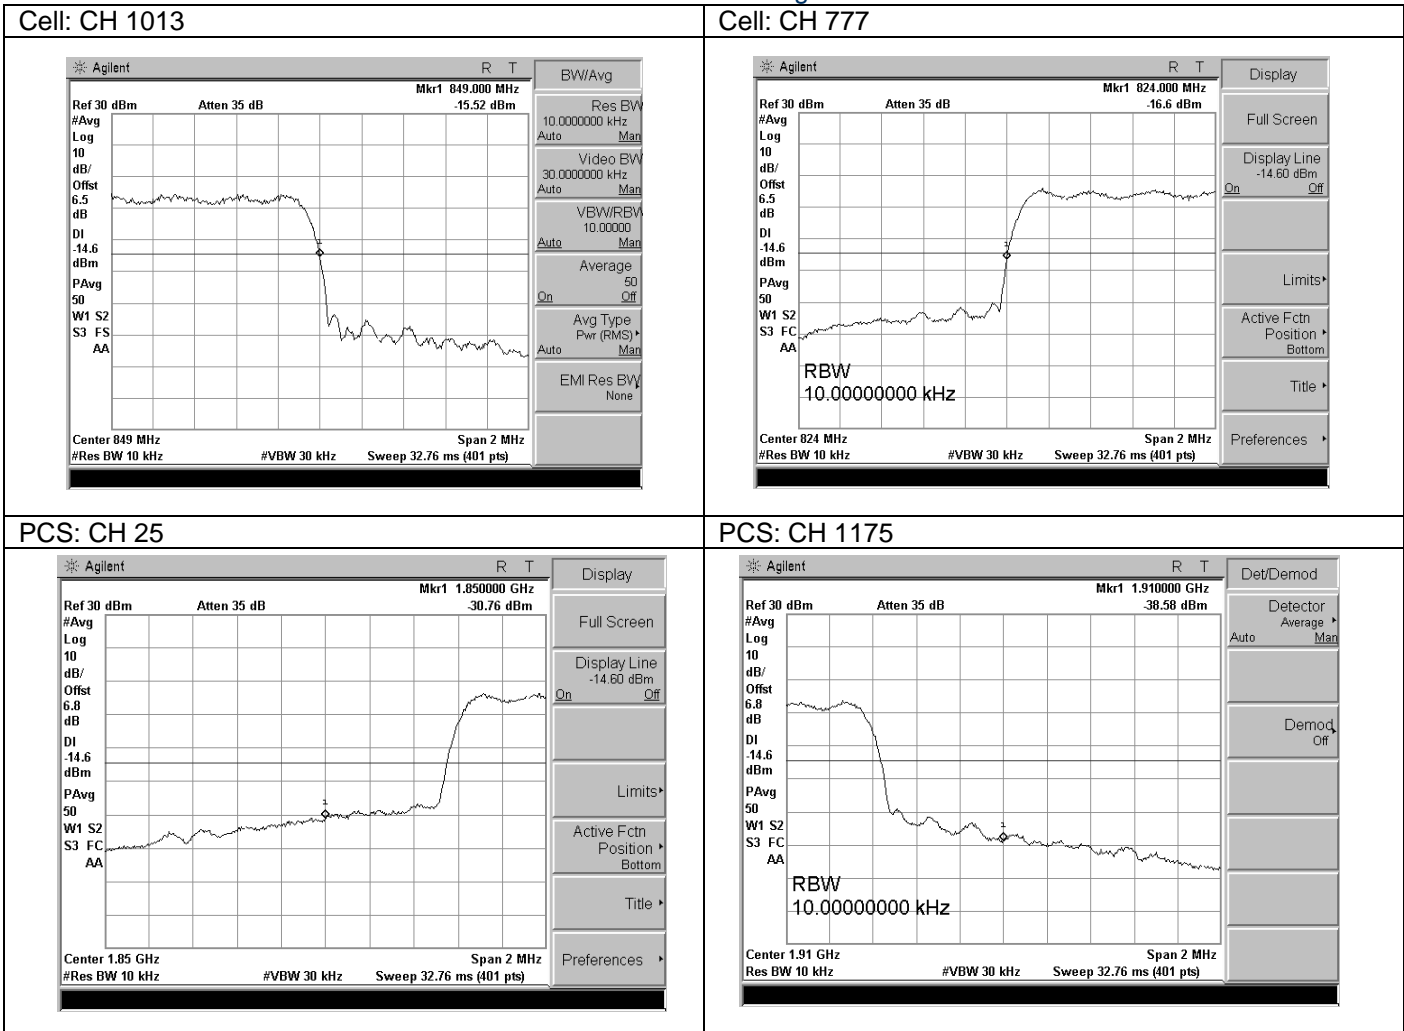 Cell: CH 1013
Agilent
R T
Mkr1 849.000 MHz
Ref 30 dBm
Atten 35 dB
-15.52 dBm
#Avg
Log
10
dB/
Offst
6.5
dB
DI
-14.6
dBm
PAvg
50
W1 S2
S3 FS
AA
1
Center 849 MHz
Span 2 MHz
#Res BW 10 kHz
#VBW 30 kHz
Sweep 32.76 ms (401 pts)
BW/Avg
Res BW
10.0000000 kHz
Auto Man
Video BW
30.0000000 kHz
Auto Man
VBW/RBW
10.00000
Auto Man
Average
50
On Off
Avg Type
Pwr (RMS)
Auto Man
EMI Res BW
None
Cell: CH 777
Agilent
R T
Mkr1 824.000 MHz
Ref 30 dBm
Atten 35 dB
-16.6 dBm
#Avg
Log
10
dB/
Offst
6.5
dB
DI
-14.6
dBm
PAvg
50
W1 S2
S3 FC
AA
1
RBW
10.00000000 kHz
Center 824 MHz
Span 2 MHz
#Res BW 10 kHz
#VBW 30 kHz
Sweep 32.76 ms (401 pts)
Display
Full Screen
Display Line
-14.60 dBm
On Off
Limits
Active Fctn
Position
Bottom
Title
Preferences
PCS: CH 25
Agilent
R T
Mkr1 1.850000 GHz
Ref 30 dBm
Atten 35 dB
-30.76 dBm
#Avg
Log
10
dB/
Offst
6.8
dB
DI
-14.6
dBm
PAvg
50
W1 S2
S3 FC
AA
1
Center 1.85 GHz
Span 2 MHz
#Res BW 10 kHz
#VBW 30 kHz
Sweep 32.76 ms (401 pts)
Display
Full Screen
Display Line
-14.60 dBm
On Off
Limits
Active Fctn
Position
Bottom
Title
Preferences
PCS: CH 1175
Agilent
R T
Mkr1 1.910000 GHz
Ref 30 dBm
Atten 35 dB
-38.58 dBm
#Avg
Log
10
dB/
Offst
6.8
dB
DI
-14.6
dBm
PAvg
50
W1 S2
S3 FC
AA
1
RBW
10.00000000 kHz
Center 1.91 GHz
Span 2 MHz
Res BW 10 kHz
#VBW 30 kHz
Sweep 32.76 ms (401 pts)
Det/Demod
Detector
Average
Auto Man
Demod
Off